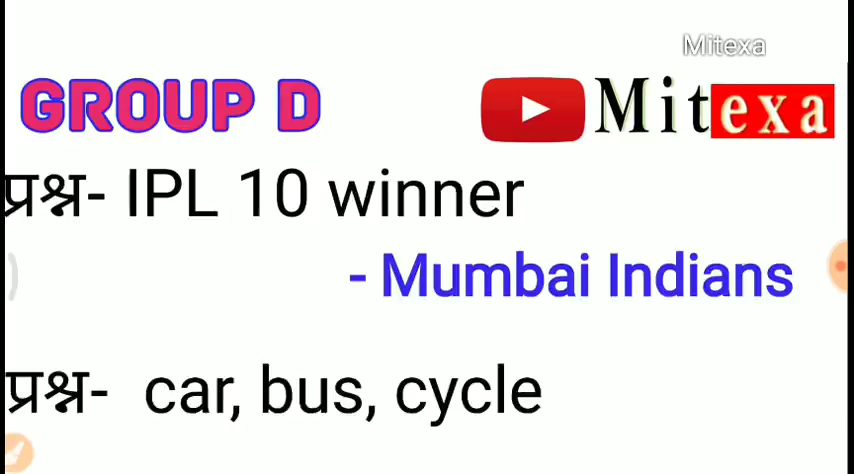 Mitexa
GROUP D
Mitexa
प्रश्न- IPL 10 winner
- Mumbai Indians
प्रश्न- car, bus, cycle